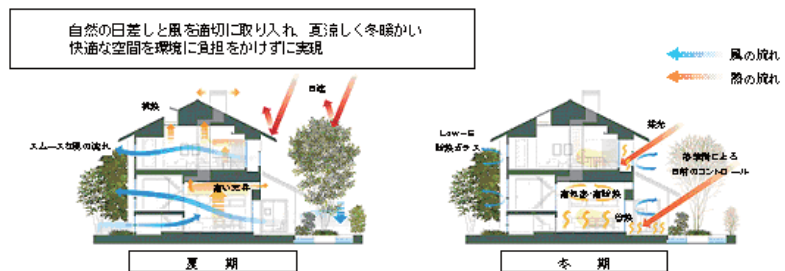 自然の日差しと風を適切に取り入れ、夏涼しく冬暖かい
快適な空間を環境に負担をかけずに実現
風の流れ
熱の流れ
日遮
スムーズな風の流れ
高い天井
採光
Low-E
断熱ガラス
落葉樹による
日射のコントロール
高気密・高断熱
蓄熱
夏 期
冬 期